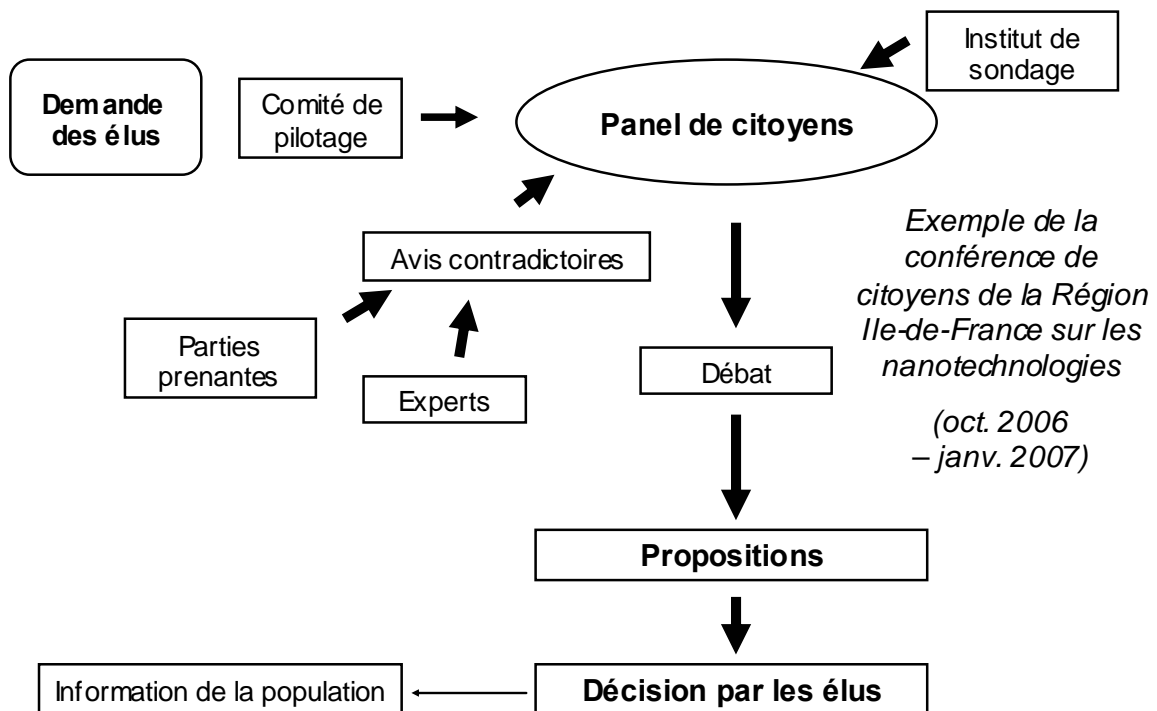 Institut de
sondage
Demande
des élus
Comité de
pilotage
Panel de citoyens
Avis contradictoires
Exemple de la
conférence de
citoyens de la Région
Ile-de-France sur les
nanotechnologies
(oct. 2006
– janv. 2007)
Parties
prenantes
Experts
Débat
Propositions
Information de la population
Décision par les élus